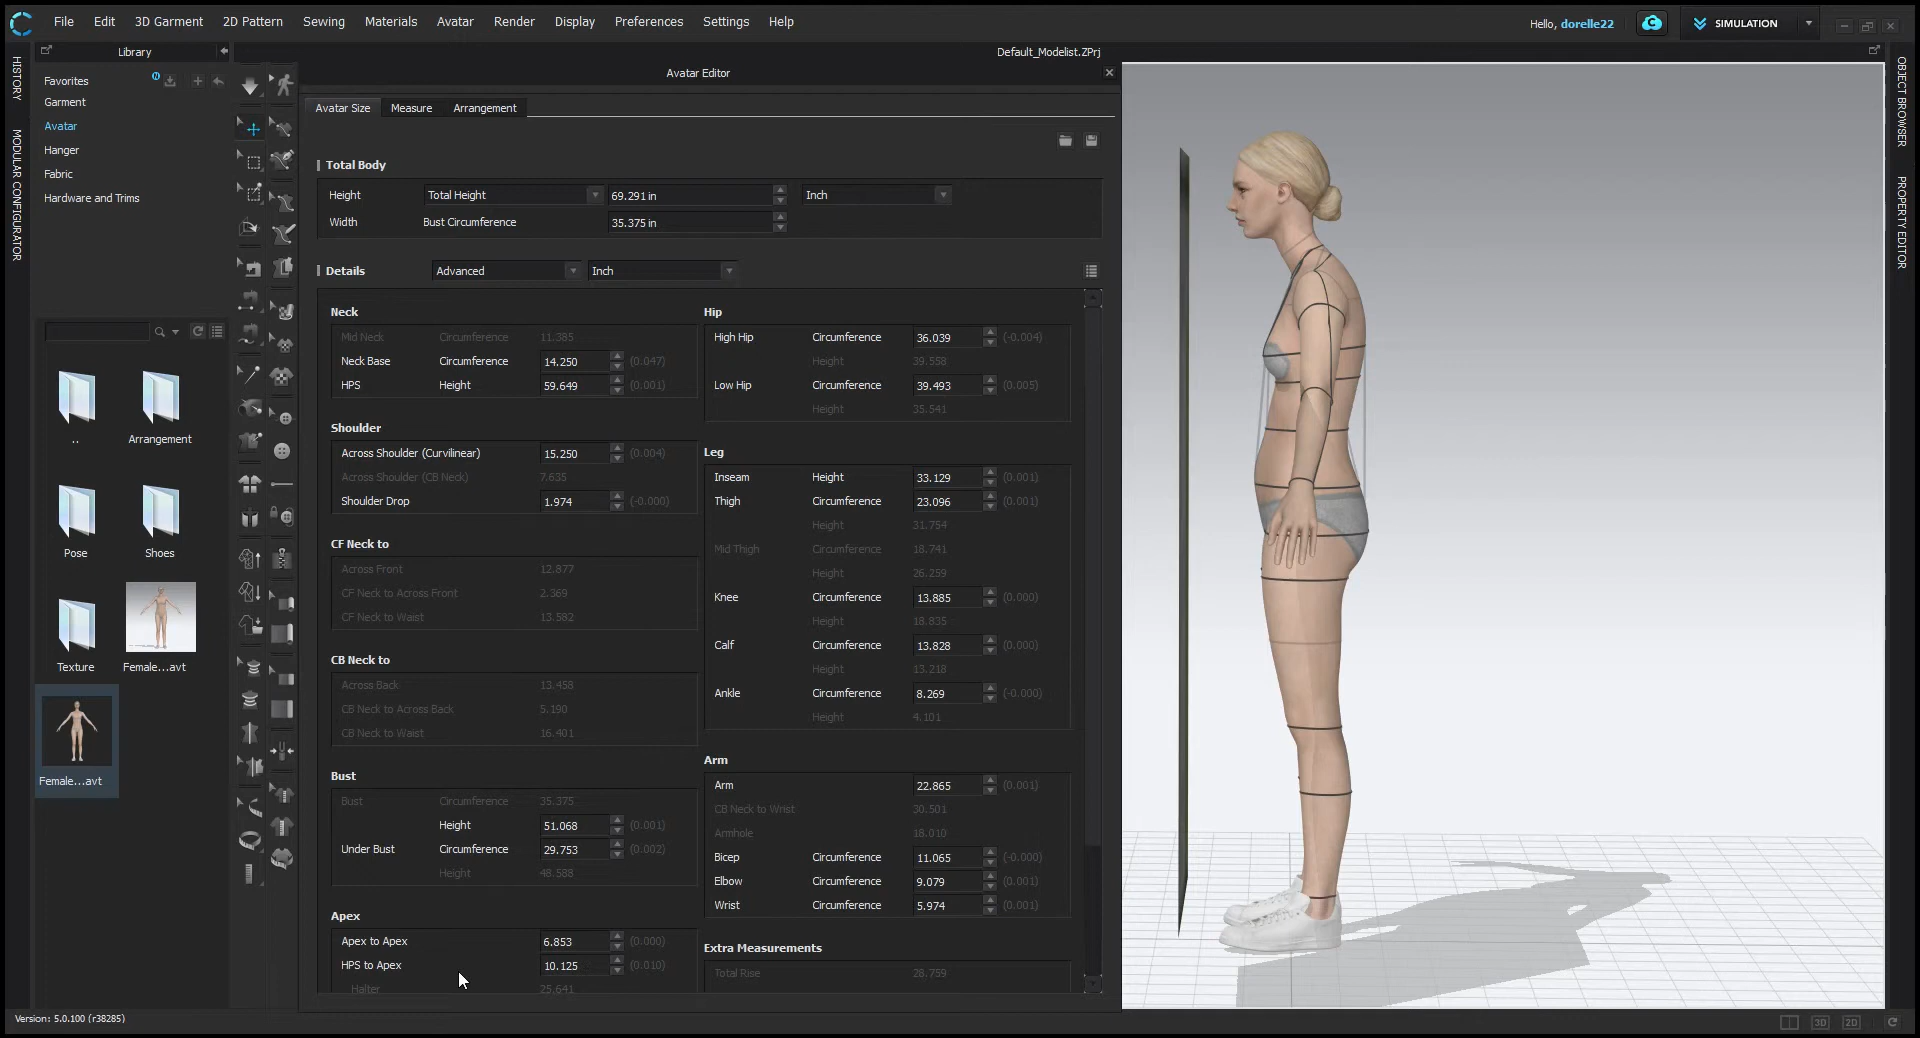 File Edit 3D Garment 2D Pattern Sewing Materials Avatar Render Display Preferences Settings Help
Hello, dorelle22
SIMULATION
Library
Default_Modelist.ZPrj
HISTORY
MODULAR CONFIGURATOR
Favorites
Garment
Avatar
Hanger
Fabric
Hardware and Trims
..
Arrangement
Pose
Shoes
Texture
Female...avt
Female...avt
Avatar Editor
Avatar Size Measure Arrangement
Total Body
Height Total Height 69.291 in Inch
Width Bust Circumference 35.375 in
Details Advanced Inch
Neck
Mid Neck Circumference 11.385
Neck Base Circumference 14.250 (0.047)
HPS Height 59.649 (0.001)
Shoulder
Across Shoulder (Curvilinear) 15.250 (0.004)
Across Shoulder (CB Neck) 7.635
Shoulder Drop 1.974 (-0.000)
CF Neck to
Across Front 12.877
CF Neck to Across Front 2.369
CF Neck to Waist 13.582
CB Neck to
Across Back 13.458
CB Neck to Across Back 5.190
CB Neck to Waist 16.401
Bust
Bust Circumference 35.375
Height 51.068 (0.001)
Under Bust Circumference 29.753 (0.002)
Height 48.588
Apex
Apex to Apex 6.853 (0.000)
HPS to Apex 10.125 (0.010)
Halter 25.641
Hip
High Hip Circumference 36.039 (-0.004)
Height 39.558
Low Hip Circumference 39.493 (0.005)
Height 35.541
Leg
Inseam Height 33.129 (0.001)
Thigh Circumference 23.096 (0.001)
Height 31.754
Mid Thigh Circumference 18.741
Height 26.259
Knee Circumference 13.885 (0.000)
Height 18.835
Calf Circumference 13.828 (0.000)
Height 13.218
Ankle Circumference 8.269 (-0.000)
Height 4.101
Arm
Arm 22.865 (0.001)
CB Neck to Wrist 30.501
Armhole 18.010
Bicep Circumference 11.065 (-0.000)
Elbow Circumference 9.079 (0.001)
Wrist Circumference 5.974 (0.001)
Extra Measurements
Total Rise 28.759
OBJECT BROWSER
PROPERTY EDITOR
Version: 5.0.100 (r38285)
3D 2D